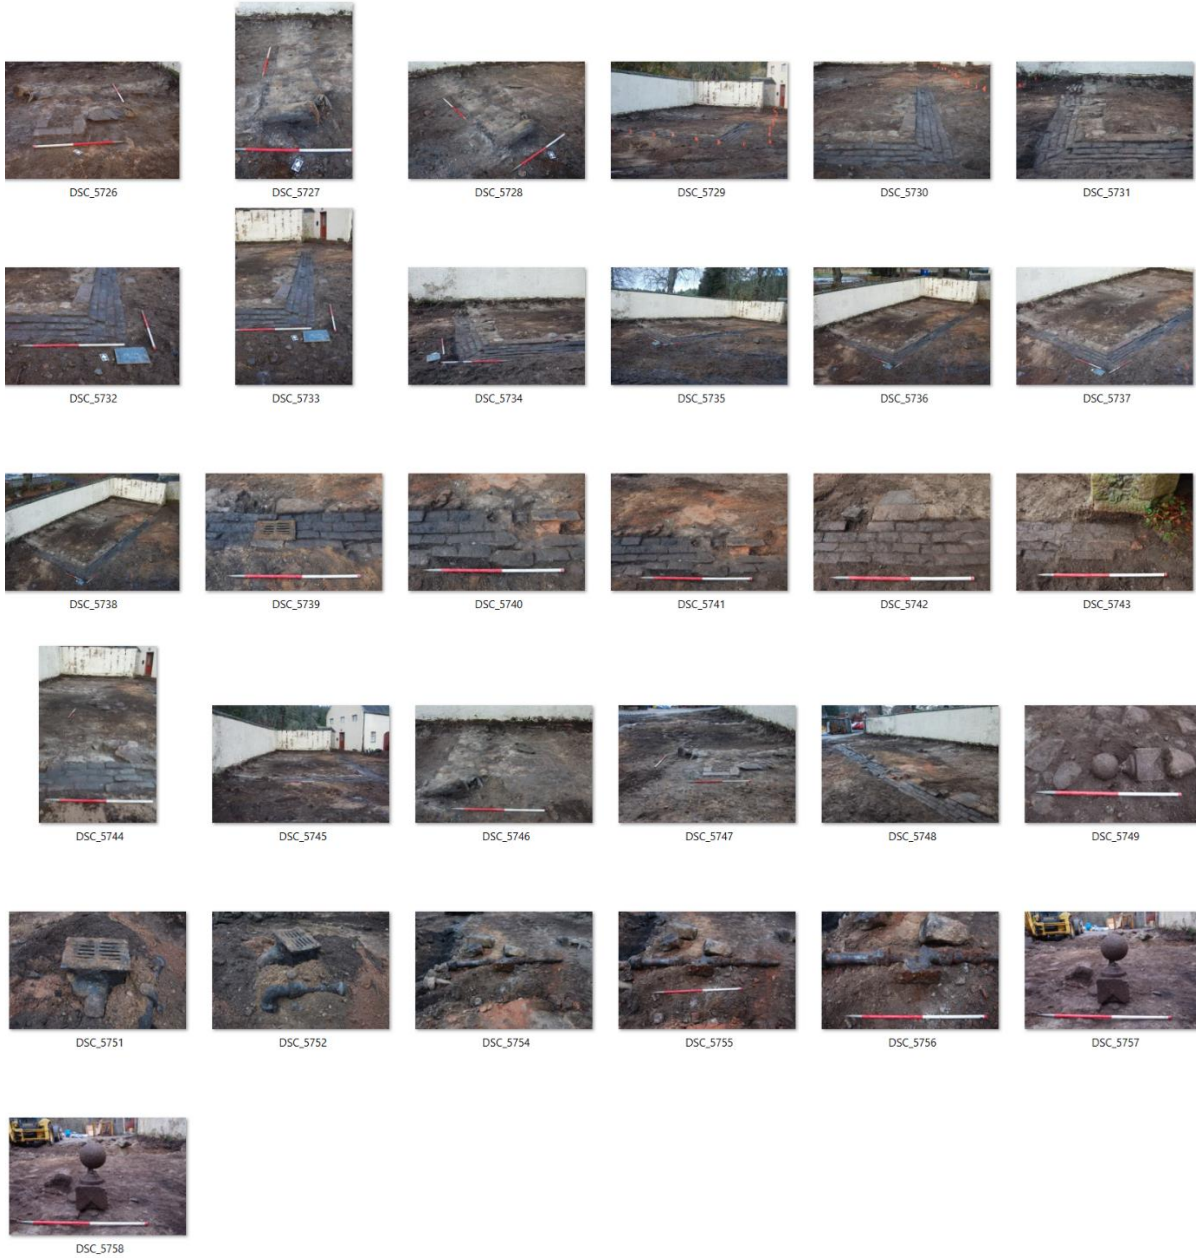 DSC_5726 DSC_5727 DSC_5728 DSC_5729 DSC_5730 DSC_5731
DSC_5732 DSC_5733 DSC_5734 DSC_5735 DSC_5736 DSC_5737
DSC_5738 DSC_5739 DSC_5740 DSC_5741 DSC_5742 DSC_5743
DSC_5744 DSC_5745 DSC_5746 DSC_5747 DSC_5748 DSC_5749
DSC_5751 DSC_5752 DSC_5754 DSC_5755 DSC_5756 DSC_5757
DSC_5758